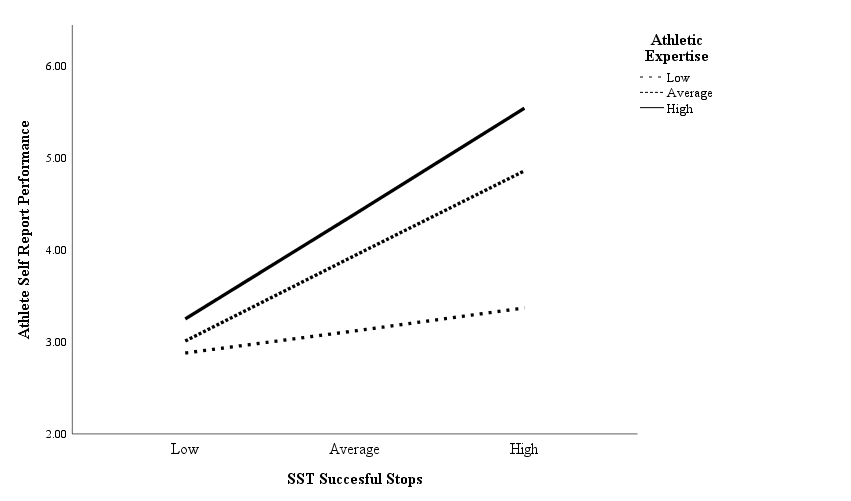 Athletic
Expertise
Low
Average
High
6.00
5.00
4.00
3.00
2.00
Athlete Self Report Performance
Low
Average
High
SST Succesful Stops